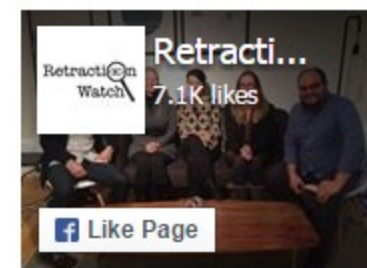 Retracti...
Retraction
Watch
7.1K likes
Like Page